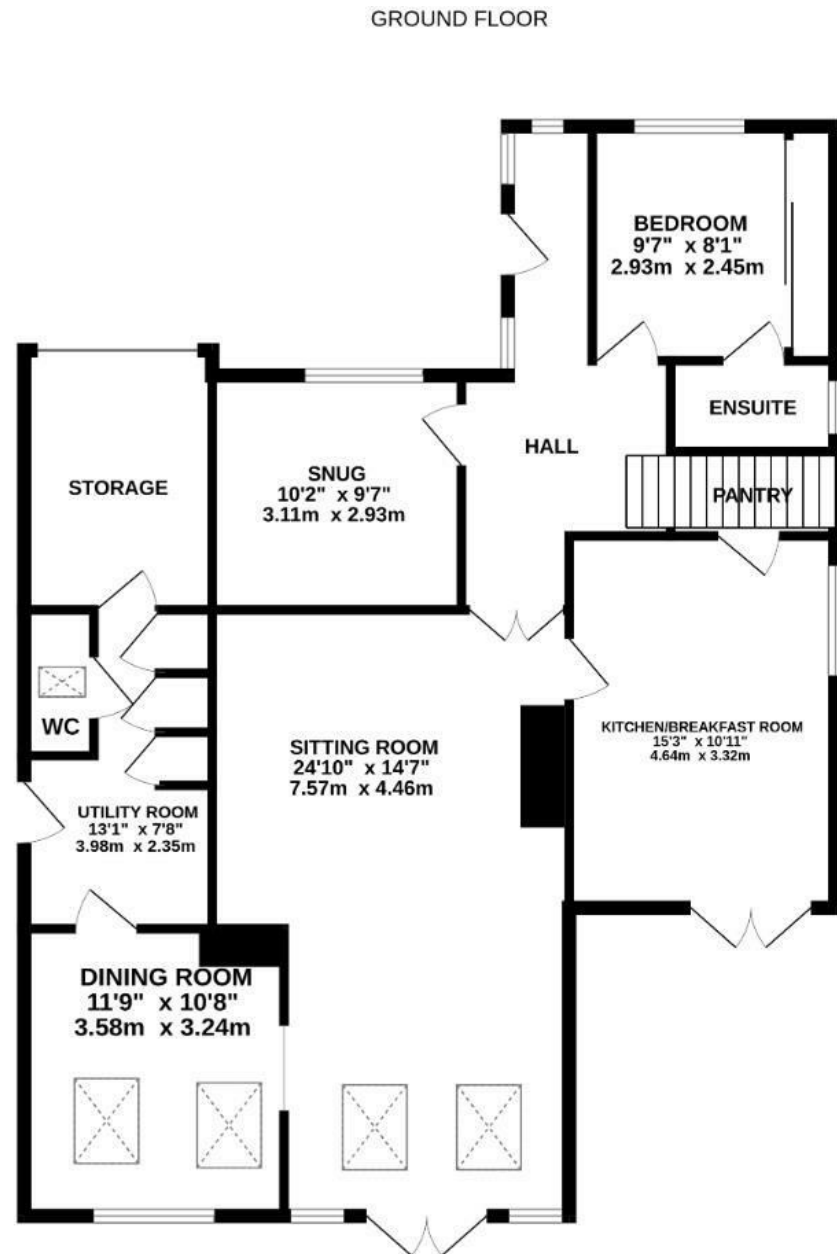 GROUND FLOOR
BEDROOM
9'7" x 8'1"
2.93m x 2.45m
ENSUITE
HALL
PANTRY
SNUG
10'2" x 9'7"
3.11m x 2.93m
STORAGE
WC
SITTING ROOM
24'10" x 14'7"
7.57m x 4.46m
KITCHEN/BREAKFAST ROOM
15'3" x 10'11"
4.64m x 3.32m
UTILITY ROOM
13'1" x 7'8"
3.98m x 2.35m
DINING ROOM
11'9" x 10'8"
3.58m x 3.24m